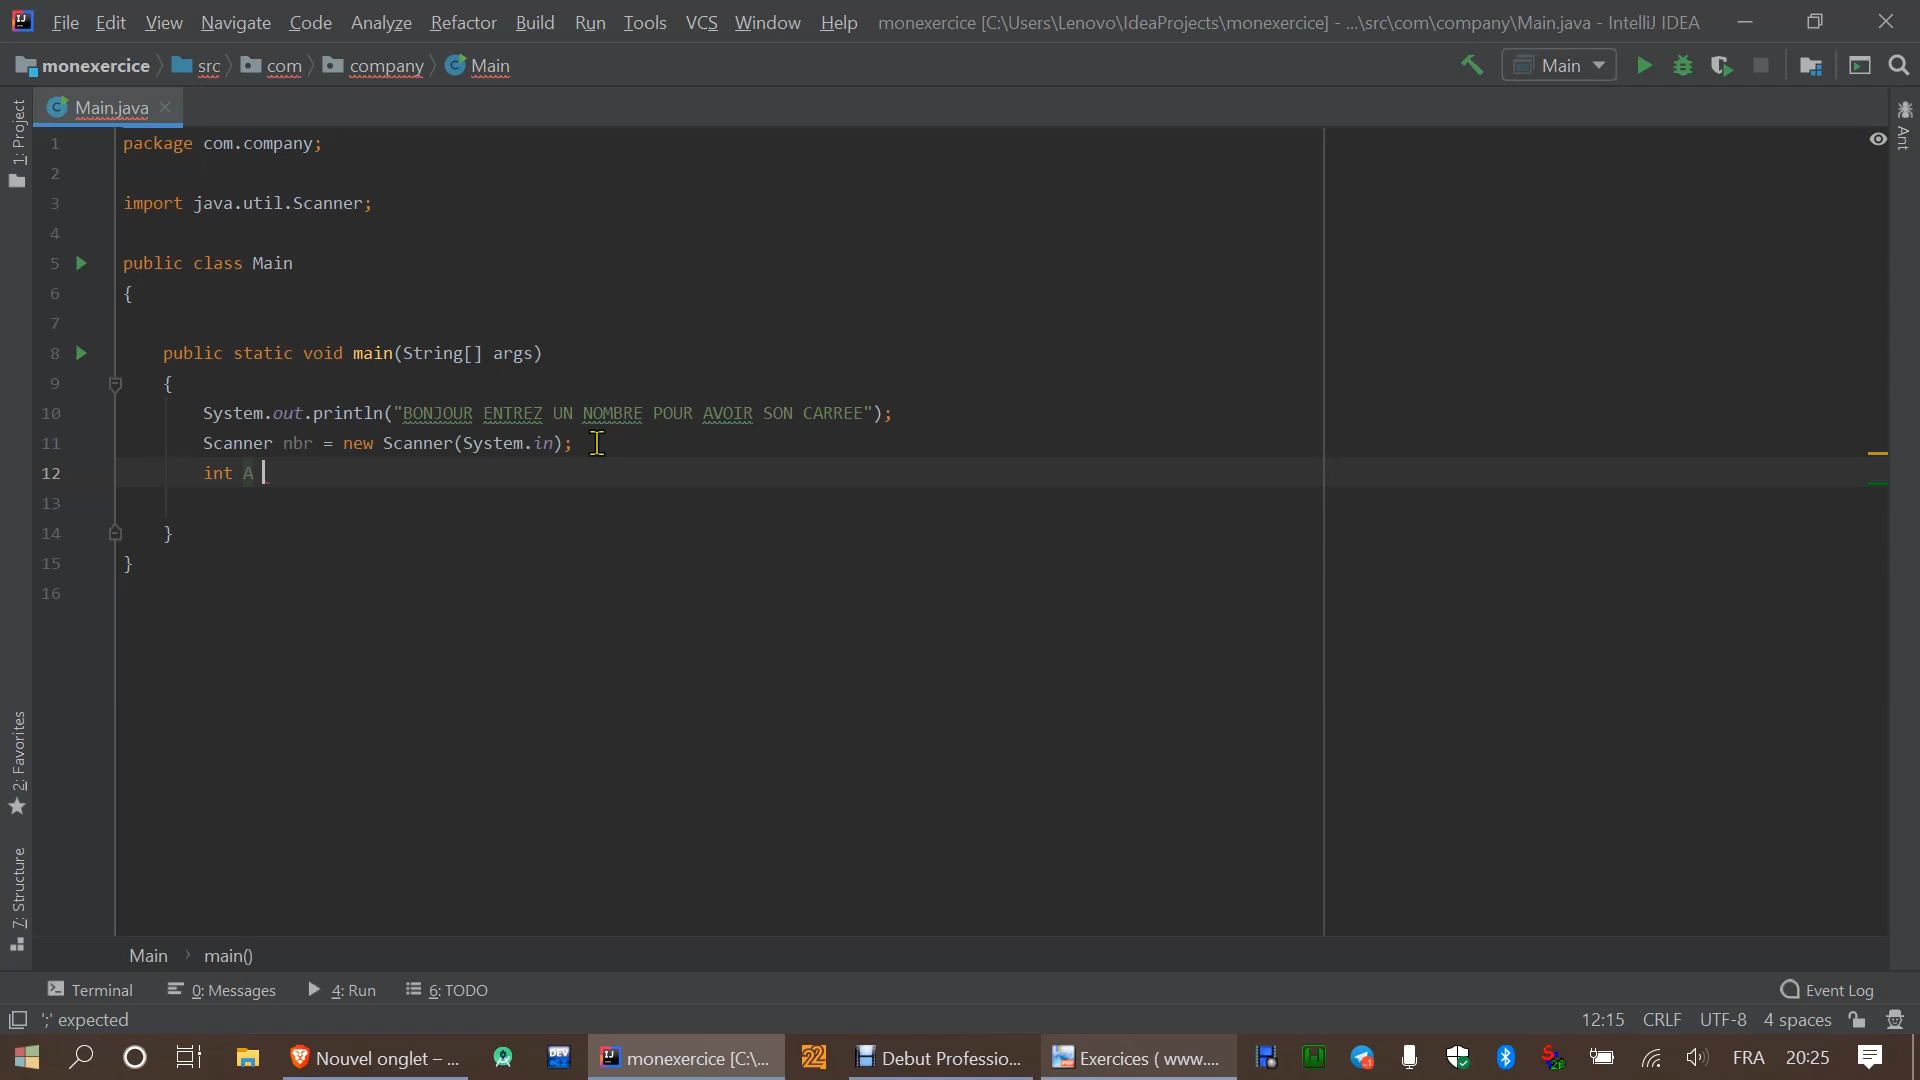 File Edit View Navigate Code Analyze Refactor Build Run Tools VCS Window Help monexercice [C:\Users\Lenovo\IdeaProjects\monexercice] - ...\src\com\company\Main.java - IntelliJ IDEA
monexercice src com company Main Main
1: Project
Main.java
Ant
1 package com.company;
2
3 import java.util.Scanner;
4
5 public class Main
6 {
7
8 public static void main(String[] args)
9 {
10 System.out.println("BONJOUR ENTREZ UN NOMBRE POUR AVOIR SON CARREE");
11 Scanner nbr = new Scanner(System.in);
12 int A
13
14 }
15 }
16
2: Favorites
7: Structure
Main main()
Terminal 0: Messages 4: Run 6: TODO Event Log
';' expected 12:15 CRLF UTF-8 4 spaces
Nouvel onglet – ... DEV monexercice [C:\... 22 Debut Professio... Exercices ( www.... FRA 20:25